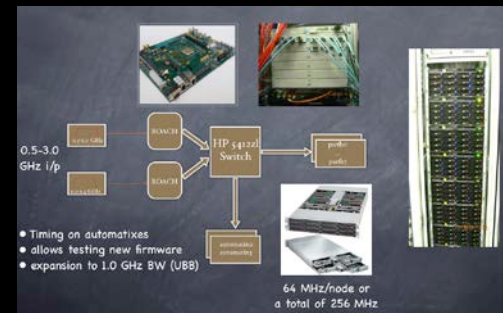 0.5-3.0
GHz i/p
ROACH
ROACH
HP 5412zl
Switch
Timing on automatixes
allows testing new firmware
expansion to 1.0 GHz BW (UBB)
64 MHz/node or
a total of 256 MHz